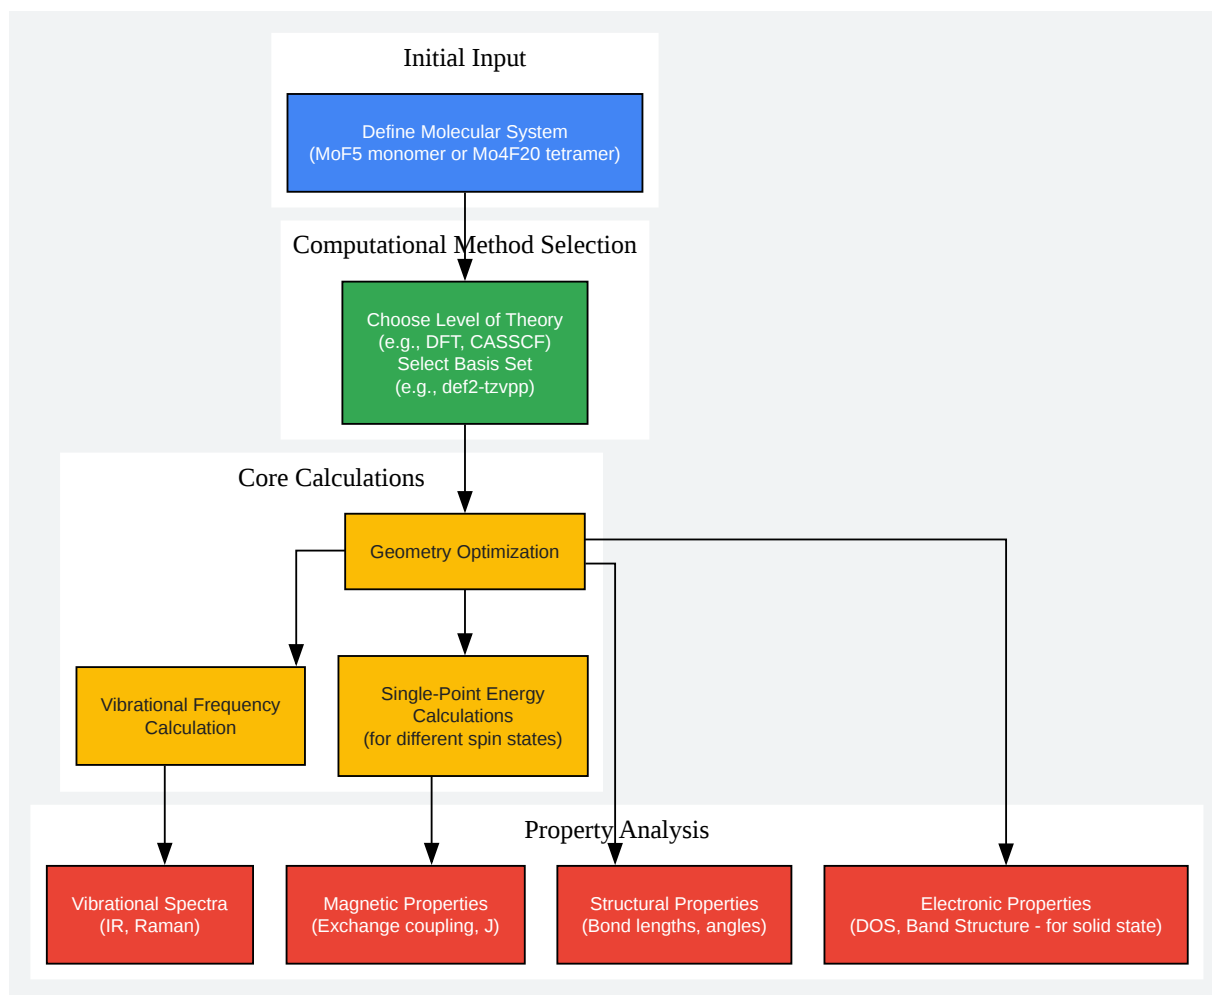 Initial Input
Define Molecular System
(MoF5 monomer or Mo4F20 tetramer)
Computational Method Selection
Choose Level of Theory
(e.g., DFT, CASSCF)
Select Basis Set
(e.g., def2-tzvpp)
Core Calculations
Geometry Optimization
Vibrational Frequency
Calculation
Single-Point Energy
Calculations
(for different spin states)
Property Analysis
Vibrational Spectra
(IR, Raman)
Magnetic Properties
(Exchange coupling, J)
Structural Properties
(Bond lengths, angles)
Electronic Properties
(DOS, Band Structure - for solid state)